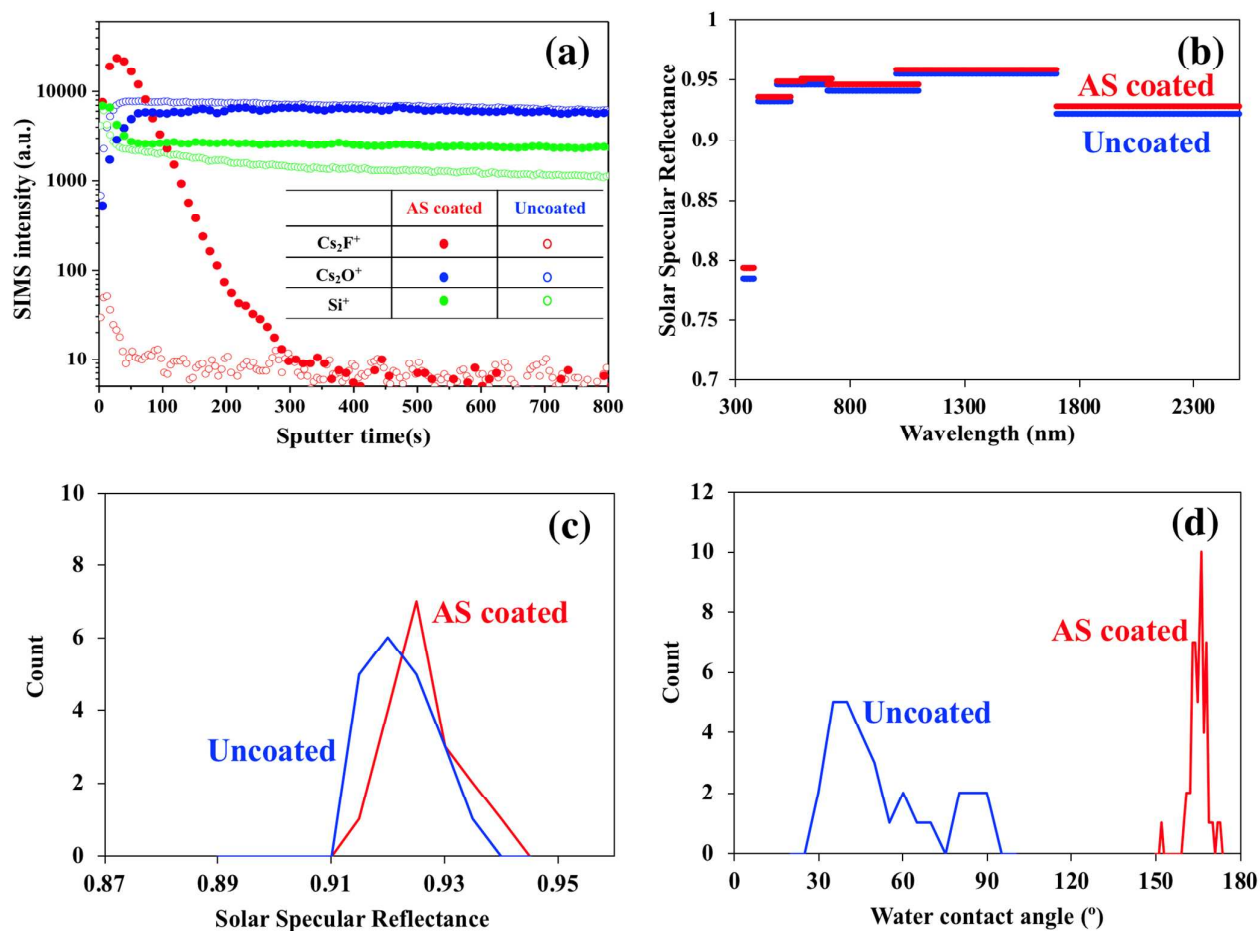 (a)
SIMS intensity (a.u.)
10000
1000
100
10
AS coated Uncoated
Cs₂F⁺
Cs₂O⁺
Si⁺
0 100 200 300 400 500 600 700 800
Sputter time(s)
(b)
Solar Specular Reflectance
1
0.95
0.9
0.85
0.8
0.75
0.7
AS coated
Uncoated
300 800 1300 1800 2300
Wavelength (nm)
(c)
Count
10
8
6
4
2
0
AS coated
Uncoated
0.87 0.89 0.91 0.93 0.95
Solar Specular Reflectance
(d)
Count
12
10
8
6
4
2
0
AS coated
Uncoated
0 30 60 90 120 150 180
Water contact angle (º)